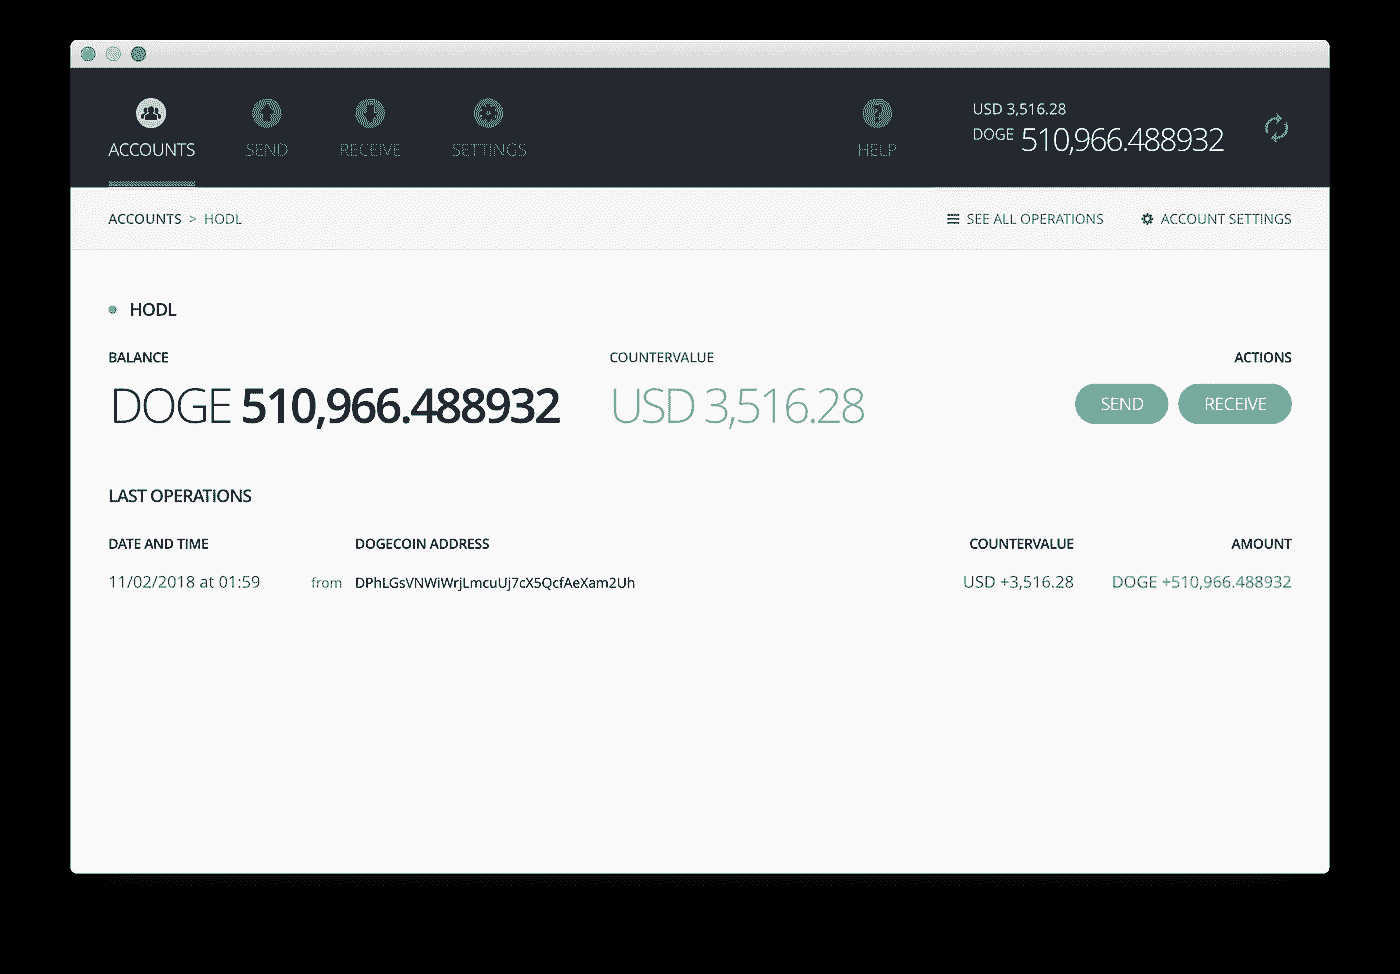 ACCOUNTS SEND RECEIVE SETTINGS HELP
USD 3,516.28
DOGE 510,966.488932
ACCOUNTS > HODL SEE ALL OPERATIONS ACCOUNT SETTINGS
HODL
BALANCE COUNTERVALUE ACTIONS
DOGE 510,966.488932 USD 3,516.28 SEND RECEIVE
LAST OPERATIONS
DATE AND TIME DOGECOIN ADDRESS COUNTERVALUE AMOUNT
11/02/2018 at 01:59 from DPhLGsVNWiWrjLmcuUj7cX5QcfAeXam2Uh USD +3,516.28 DOGE +510,966.488932